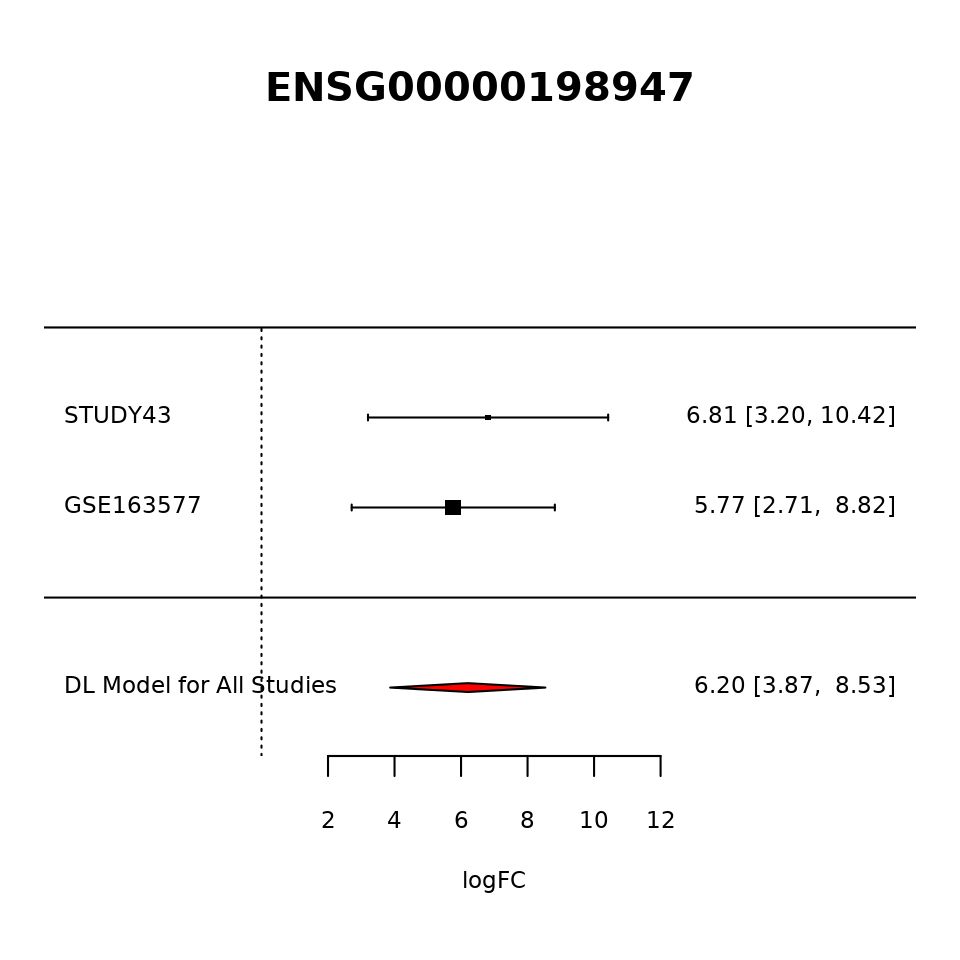 ENSG00000198947
STUDY43 6.81 [3.20, 10.42]
GSE163577 5.77 [2.71, 8.82]
DL Model for All Studies 6.20 [3.87, 8.53]
2 4 6 8 10 12
logFC